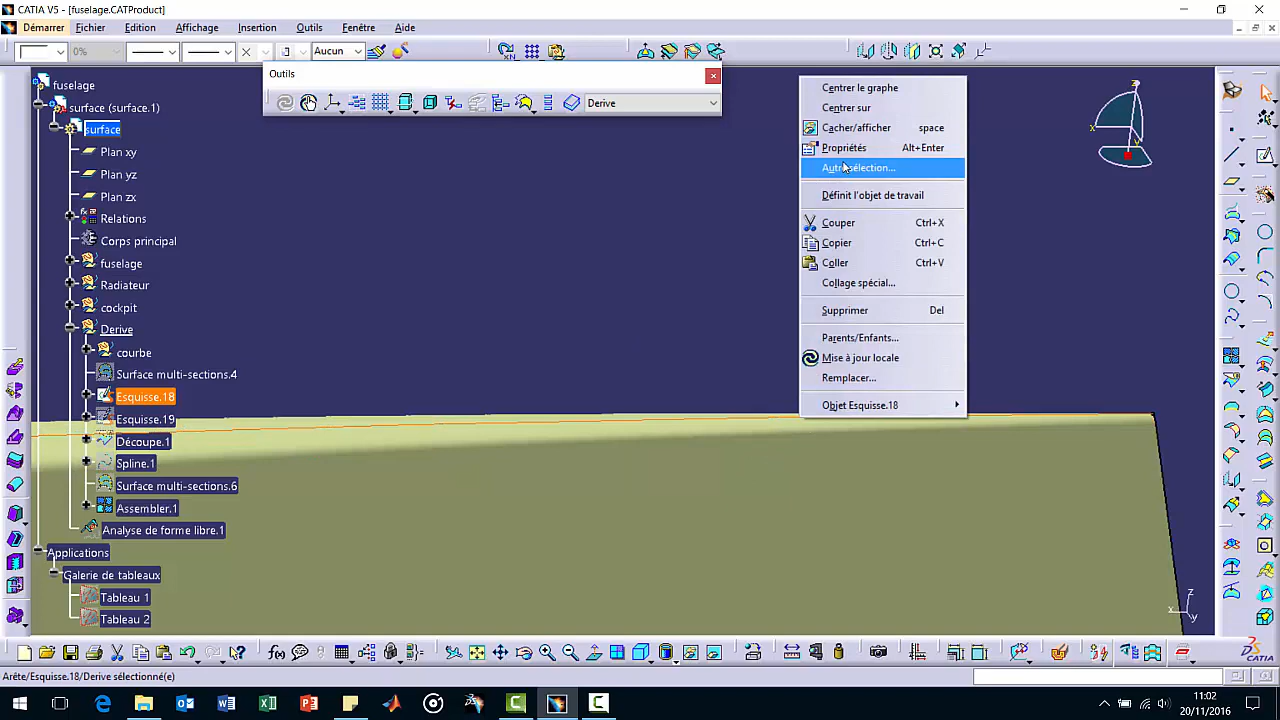 CATIA V5 - [fuselage.CATProduct]
Démarrer Fichier Edition Affichage Insertion Outils Fenêtre Aide
0% Aucun
Outils
Derive
fuselage
surface (surface.1)
surface
Plan xy
Plan yz
Plan zx
Relations
Corps principal
fuselage
Radiateur
cockpit
Derive
courbe
Surface multi-sections.4
Esquisse.18
Esquisse.19
Découpe.1
Spline.1
Surface multi-sections.6
Assembler.1
Analyse de forme libre.1
Applications
Galerie de tableaux
Tableau 1
Tableau 2
Centrer le graphe
Centrer sur
Cacher/afficher space
Propriétés Alt+Enter
Auto-sélection...
Définit l'objet de travail
Couper Ctrl+X
Copier Ctrl+C
Coller Ctrl+V
Collage spécial...
Supprimer Del
Parents/Enfants...
Mise à jour locale
Remplacer...
Objet Esquisse.18
z
x
y
z
x
y
Arête/Esquisse.18/Derive sélectionné(e)
11:02
20/11/2016